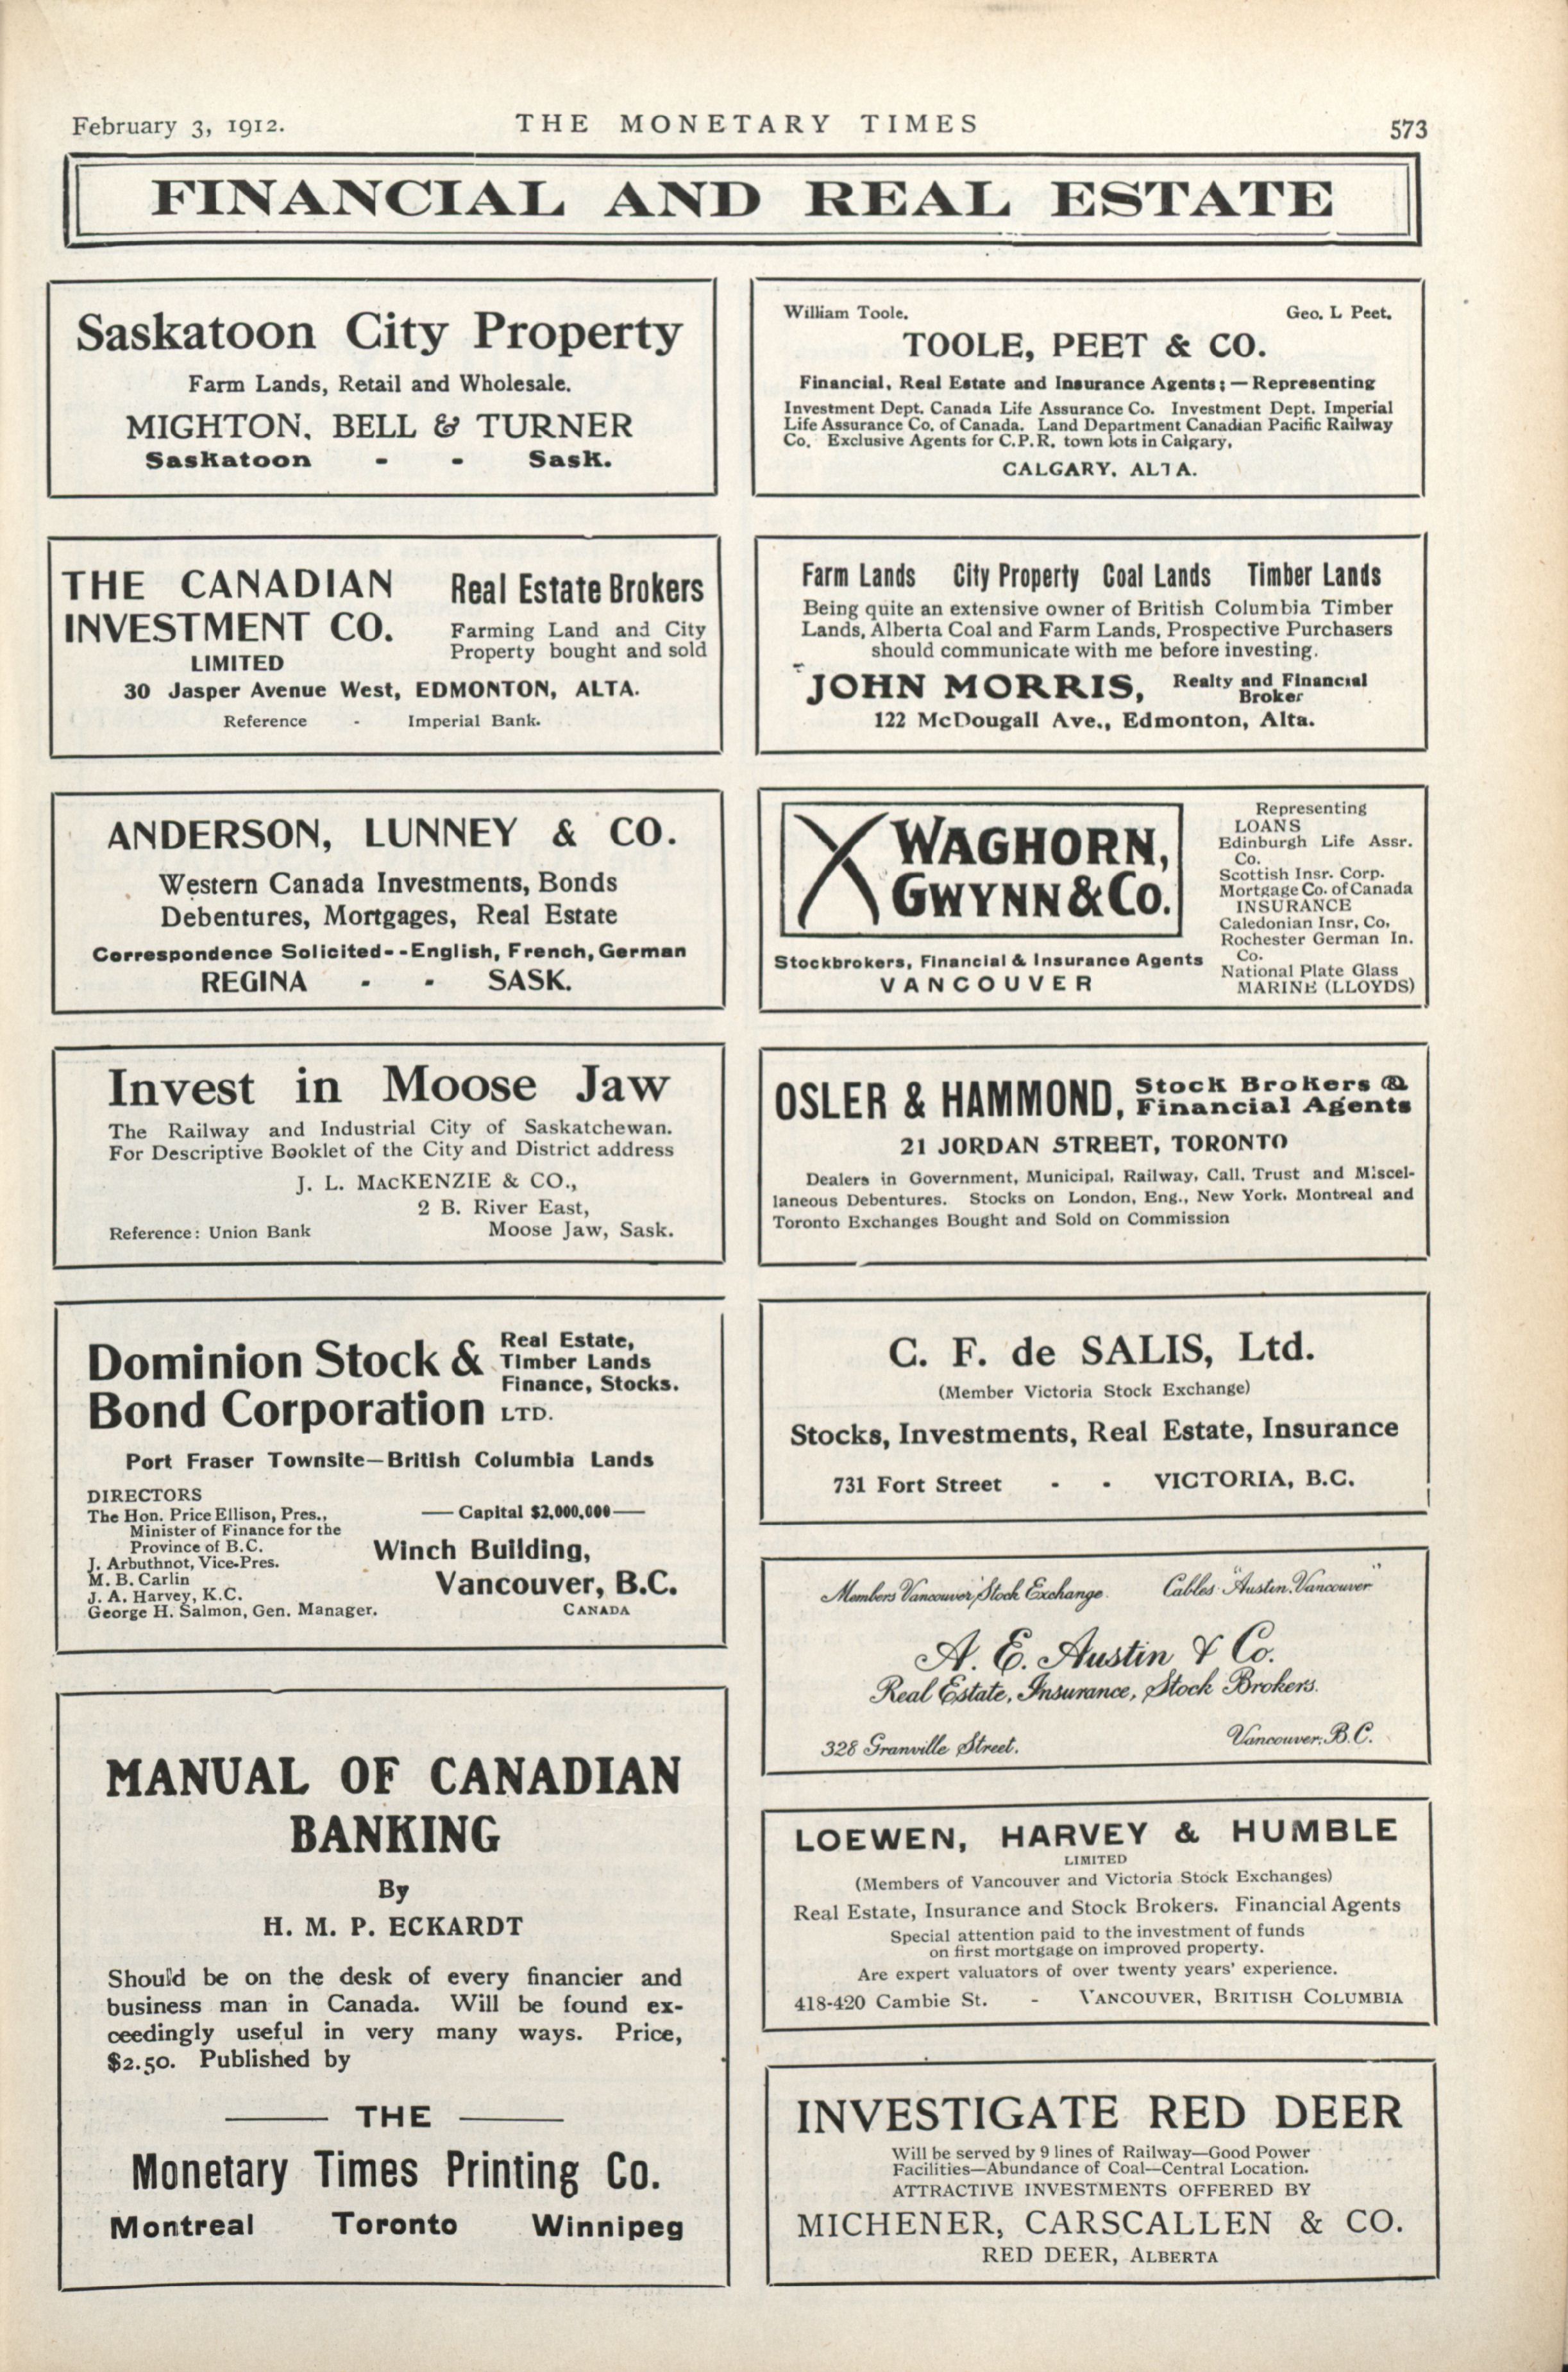 February 3, 1912.
THE MONETARY TIMES
573
FINANCIAL AND REAL ESTATE
Saskatoon City Property
Farm Lands, Retail and Wholesale.
MIGHTON, BELL & TURNER
Saskatoon - - Sask.
THE CANADIAN
INVESTMENT CO.
LIMITED
Real Estate Brokers
Farming Land and City
Property bought and sold
30 Jasper Avenue West, EDMONTON, ALTA.
Reference - Imperial Bank.
ANDERSON, LUNNEY & CO.
Western Canada Investments, Bonds
Debentures, Mortgages, Real Estate
Correspondence Solicited--English, French, German
REGINA - - SASK.
Invest in Moose Jaw
The Railway and Industrial City of Saskatchewan.
For Descriptive Booklet of the City and District address
J. L. MacKENZIE & CO.,
2 B. River East,
Reference: Union Bank Moose Jaw, Sask.
Dominion Stock &
Bond Corporation LTD.
Real Estate,
Timber Lands
Finance, Stocks.
Port Fraser Townsite—British Columbia Lands
DIRECTORS
The Hon. Price Ellison, Pres.,
Minister of Finance for the
Province of B.C.
J. Arbuthnot, Vice-Pres.
M. B. Carlin
J. A. Harvey, K.C.
George H. Salmon, Gen. Manager.
— Capital $2,000,000 —
Winch Building,
Vancouver, B.C.
CANADA
MANUAL OF CANADIAN
BANKING
By
H. M. P. ECKARDT
Should be on the desk of every financier and
business man in Canada. Will be found ex-
ceedingly useful in very many ways. Price,
$2.50. Published by
THE
Monetary Times Printing Co.
Montreal Toronto Winnipeg
William Toole. Geo. L Peet.
TOOLE, PEET & CO.
Financial, Real Estate and Insurance Agents; — Representing
Investment Dept. Canada Life Assurance Co. Investment Dept. Imperial
Life Assurance Co. of Canada. Land Department Canadian Pacific Railway
Co. Exclusive Agents for C.P.R. town lots in Calgary.
CALGARY, ALTA.
Farm Lands City Property Coal Lands Timber Lands
Being quite an extensive owner of British Columbia Timber
Lands, Alberta Coal and Farm Lands, Prospective Purchasers
should communicate with me before investing.
JOHN MORRIS, Realty and Financial
Broker
122 McDougall Ave., Edmonton, Alta.
WAGHORN,
GWYNN & Co.
Stockbrokers, Financial & Insurance Agents
VANCOUVER
Representing
LOANS
Edinburgh Life Assr.
Co.
Scottish Insr. Corp.
Mortgage Co. of Canada
INSURANCE
Caledonian Insr, Co,
Rochester German In.
Co.
National Plate Glass
MARINE (LLOYDS)
OSLER & HAMMOND, Stock Brokers &
Financial Agents
21 JORDAN STREET, TORONTO
Dealers in Government, Municipal, Railway, Call, Trust and Miscel-
laneous Debentures. Stocks on London, Eng., New York, Montreal and
Toronto Exchanges Bought and Sold on Commission
C. F. de SALIS, Ltd.
(Member Victoria Stock Exchange)
Stocks, Investments, Real Estate, Insurance
731 Fort Street - - VICTORIA, B.C.
Members Vancouver Stock Exchange. Cables "Austin, Vancouver"
A. E. Austin & Co.
Real Estate, Insurance, Stock Brokers.
328 Granville Street. Vancouver, B.C.
LOEWEN, HARVEY & HUMBLE
LIMITED
(Members of Vancouver and Victoria Stock Exchanges)
Real Estate, Insurance and Stock Brokers. Financial Agents
Special attention paid to the investment of funds
on first mortgage on improved property.
Are expert valuators of over twenty years' experience.
418-420 Cambie St. - VANCOUVER, BRITISH COLUMBIA
INVESTIGATE RED DEER
Will be served by 9 lines of Railway—Good Power
Facilities—Abundance of Coal—Central Location.
ATTRACTIVE INVESTMENTS OFFERED BY
MICHENER, CARSCALLEN & CO.
RED DEER, ALBERTA